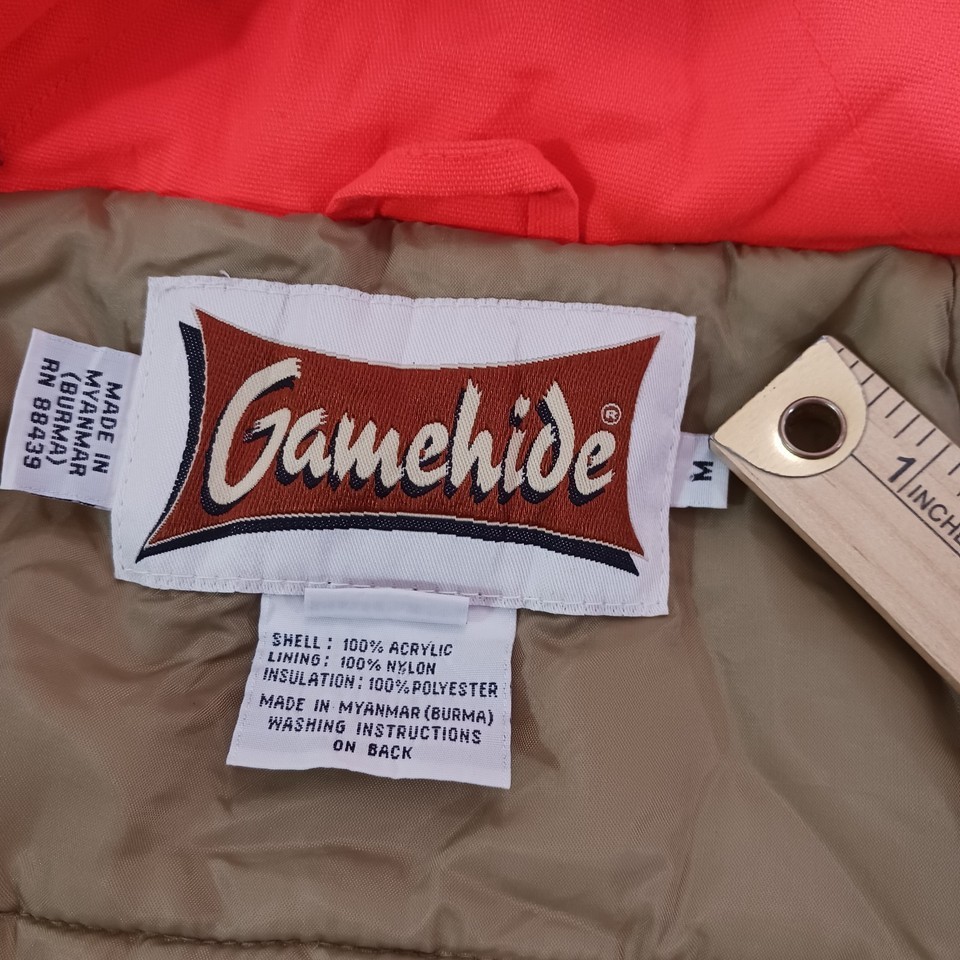 MADE IN
MYANMAR
(BURMA)
RN 88439
Gamehide®
M
1
INCHE
SHELL: 100% ACRYLIC
LINING: 100% NYLON
INSULATION: 100% POLYESTER
MADE IN MYANMAR (BURMA)
WASHING INSTRUCTIONS
ON BACK